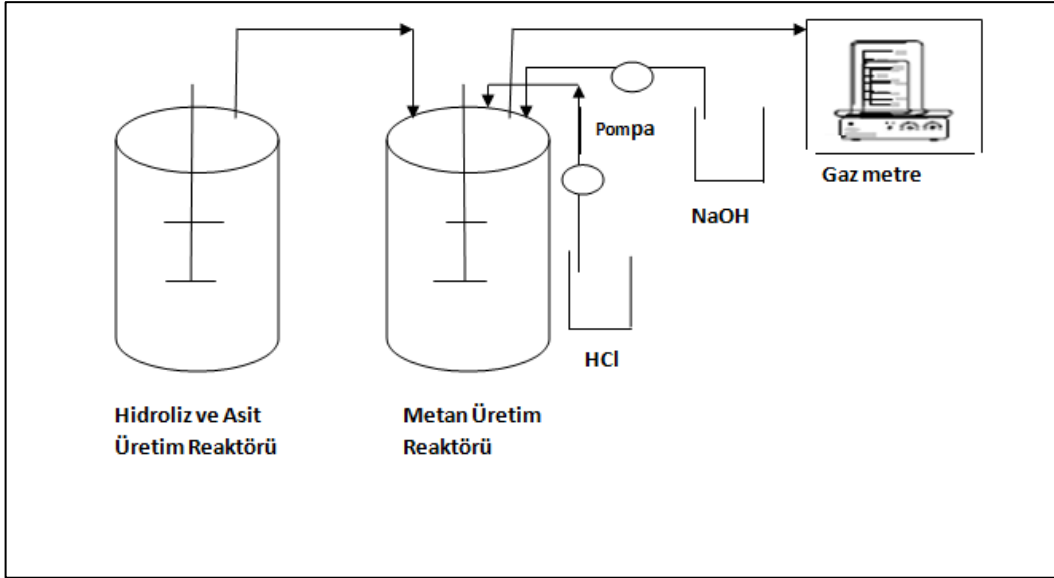 Pompa
Gaz metre
NaOH
HCl
Hidroliz ve Asit
Üretim Reaktörü
Metan Üretim
Reaktörü